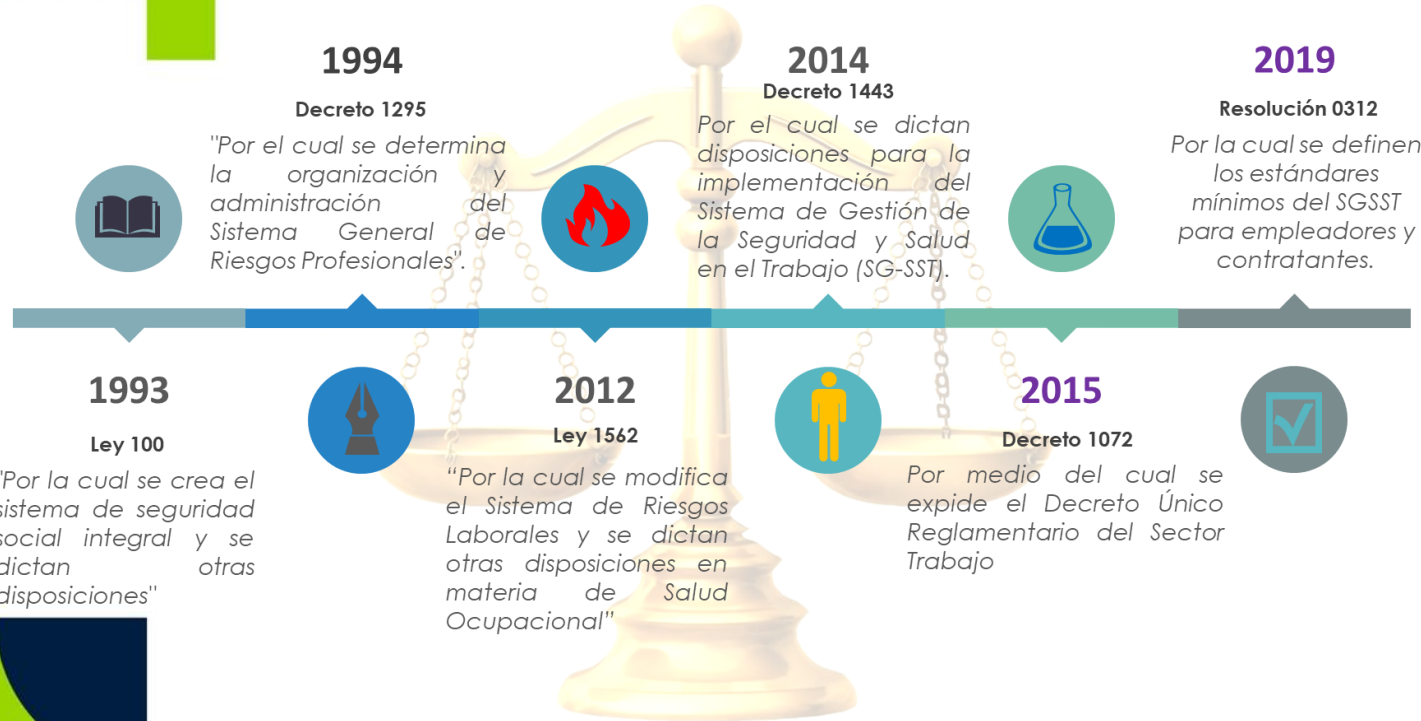 1994
Decreto 1295
"Por el cual se determina
la organización y
administración del
Sistema General de
Riesgos Profesionales".
2014
Decreto 1443
Por el cual se dictan
disposiciones para la
implementación del
Sistema de Gestión de
la Seguridad y Salud
en el Trabajo (SG-SST).
2019
Resolución 0312
Por la cual se definen
los estándares
mínimos del SGSST
para empleadores y
contratantes.
1993
Ley 100
"Por la cual se crea el
sistema de seguridad
social integral y se
dictan otras
disposiciones"
2012
Ley 1562
“Por la cual se modifica
el Sistema de Riesgos
Laborales y se dictan
otras disposiciones en
materia de Salud
Ocupacional”
2015
Decreto 1072
Por medio del cual se
expide el Decreto Único
Reglamentario del Sector
Trabajo